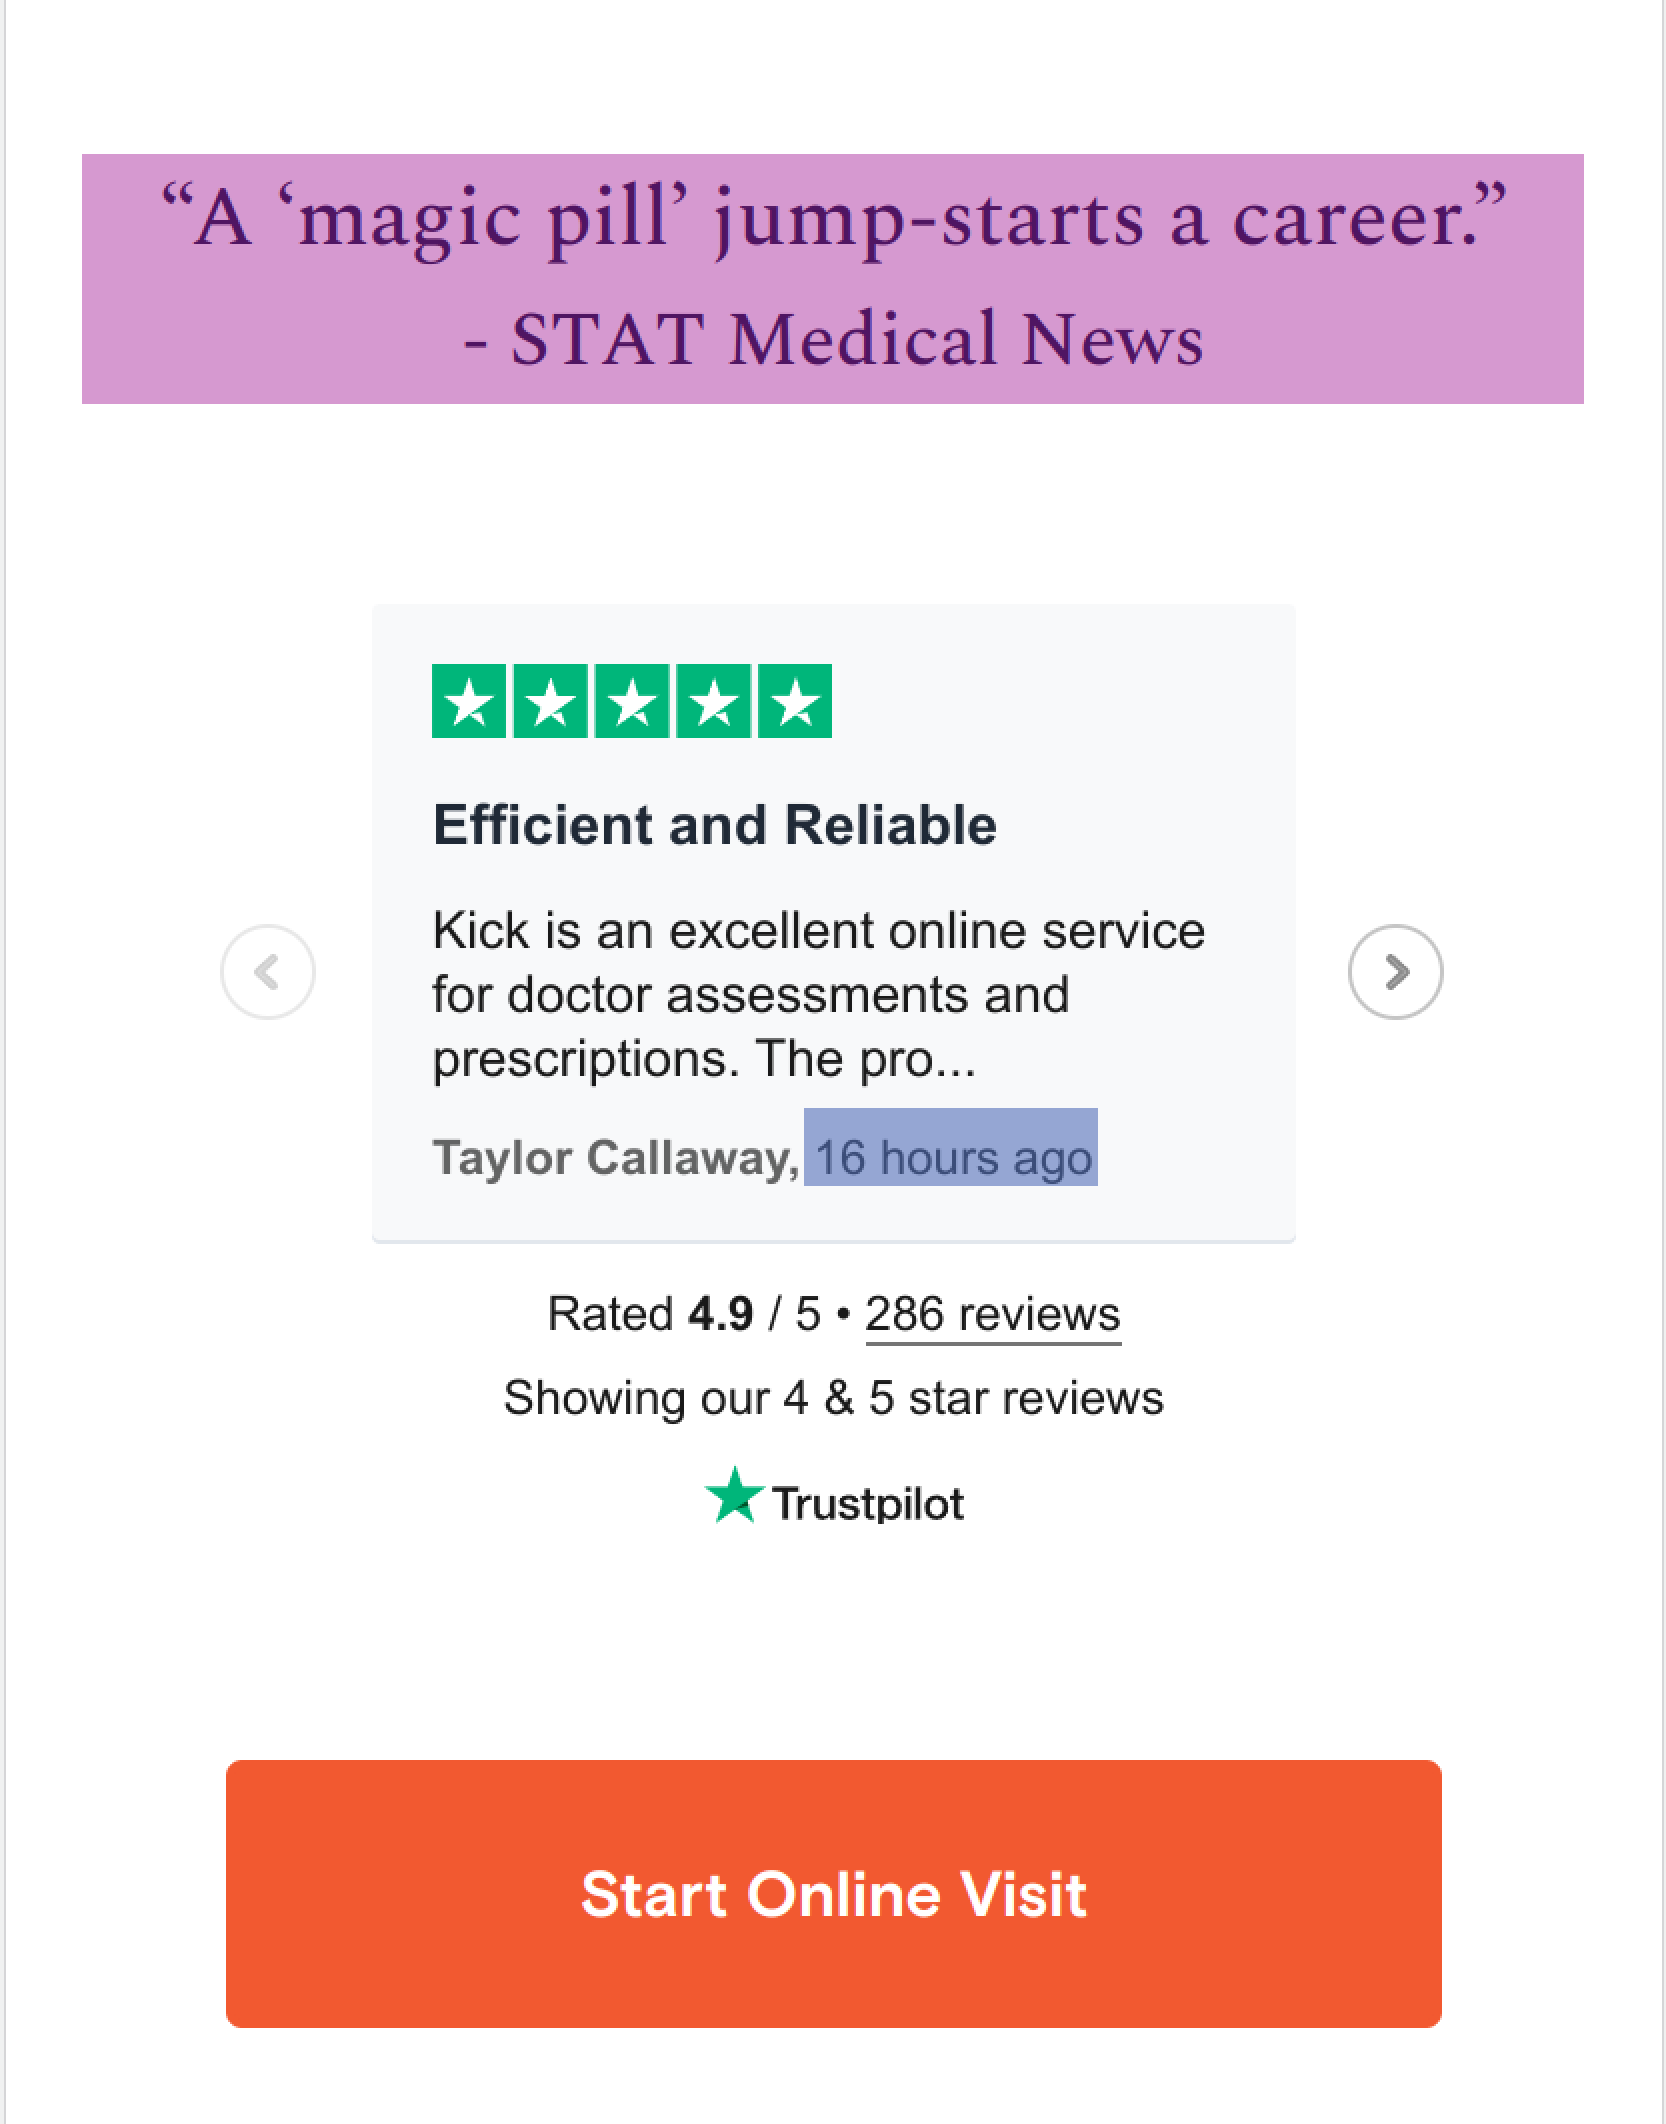 “A ‘magic pill’ jump-starts a career.”
- STAT Medical News
Efficient and Reliable
Kick is an excellent online service
for doctor assessments and
prescriptions. The pro...
Taylor Callaway, 16 hours ago
Rated 4.9 / 5 • 286 reviews
Showing our 4 & 5 star reviews
Trustpilot
Start Online Visit